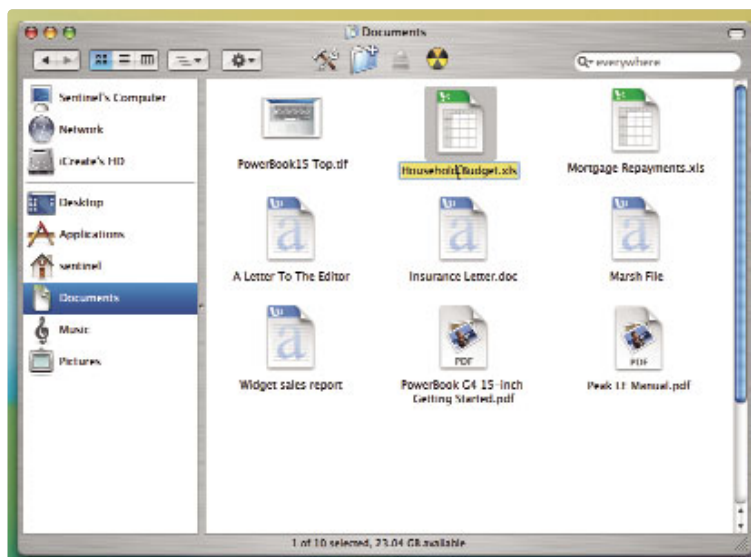 Documents
everywhere
Sentinel's Computer
Network
iCreate's HD
Desktop
Applications
sentinel
Documents
Music
Pictures
PowerBook15 Top.tif
Household Budget.xls
Mortgage Repayments.xls
A Letter To The Editor
Insurance Letter.doc
Marsh File
Widget sales report
PowerBook G4 15-inch
Getting Started.pdf
PDF
Peak LE Manual.pdf
PDF
1 of 10 selected, 23.04 GB available